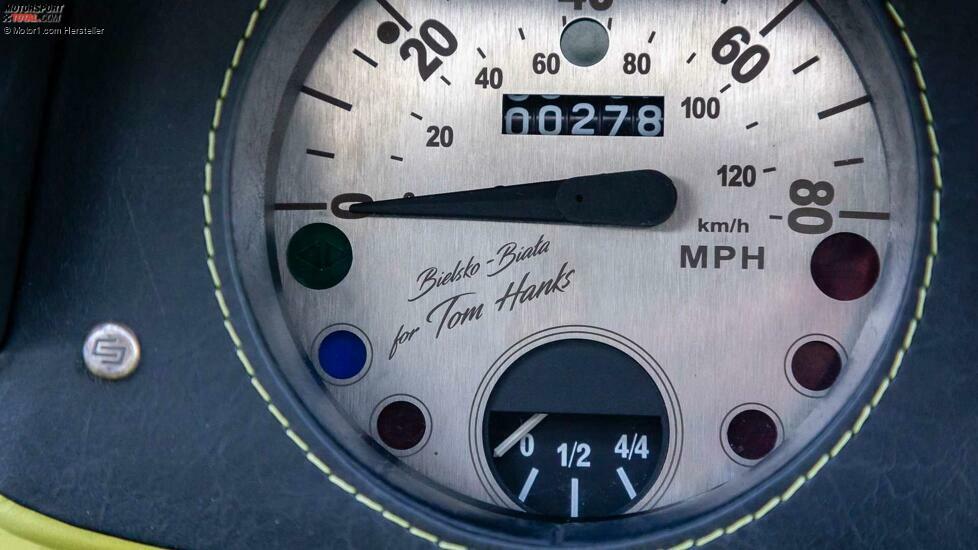 MOTORSPORT
TOTAL.COM
© Motor1.com Hersteller
20
40
60
80
0
20
40
60
80
100
120
00278
km/h
MPH
Bielsko-Biała
for Tom Hanks
0
1/2
4/4